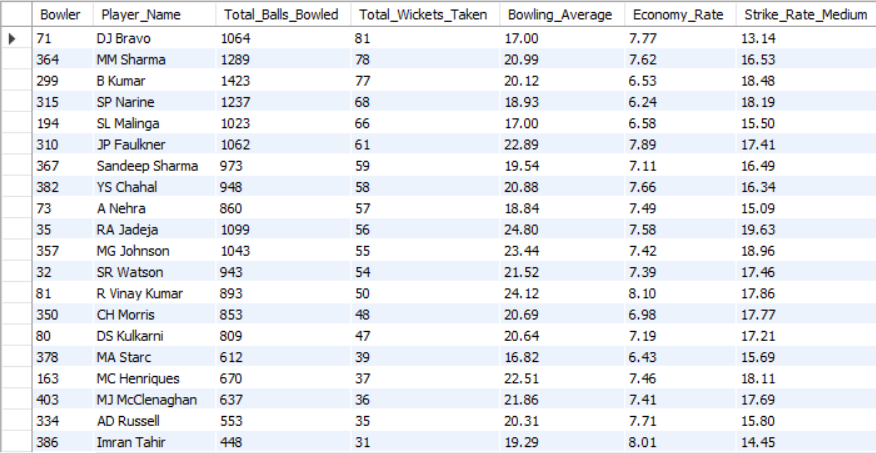 Bowler Player_Name Total_Balls_Bowled Total_Wickets_Taken Bowling_Average Economy_Rate Strike_Rate_Medium
71 DJ Bravo 1064 81 17.00 7.77 13.14
364 MM Sharma 1289 78 20.99 7.62 16.53
299 B Kumar 1423 77 20.12 6.53 18.48
315 SP Narine 1237 68 18.93 6.24 18.19
194 SL Malinga 1023 66 17.00 6.58 15.50
310 JP Faulkner 1062 61 22.89 7.89 17.41
367 Sandeep Sharma 973 59 19.54 7.11 16.49
382 YS Chahal 948 58 20.88 7.66 16.34
73 A Nehra 860 57 18.84 7.49 15.09
35 RA Jadeja 1099 56 24.80 7.58 19.63
357 MG Johnson 1043 55 23.44 7.42 18.96
32 SR Watson 943 54 21.52 7.39 17.46
81 R Vinay Kumar 893 50 24.12 8.10 17.86
350 CH Morris 853 48 20.69 6.98 17.77
80 DS Kulkarni 809 47 20.64 7.19 17.21
378 MA Starc 612 39 16.82 6.43 15.69
163 MC Henriques 670 37 22.51 7.46 18.11
403 MJ McClenaghan 637 36 21.86 7.41 17.69
334 AD Russell 553 35 20.31 7.71 15.80
386 Imran Tahir 448 31 19.29 8.01 14.45